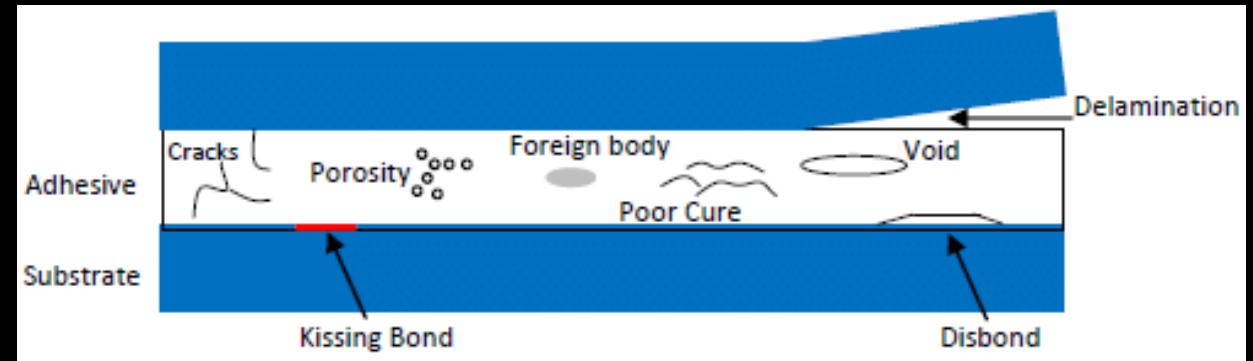 Delamination
Cracks
Foreign body
Void
Porosity
Adhesive
Poor Cure
Substrate
Kissing Bond
Disbond